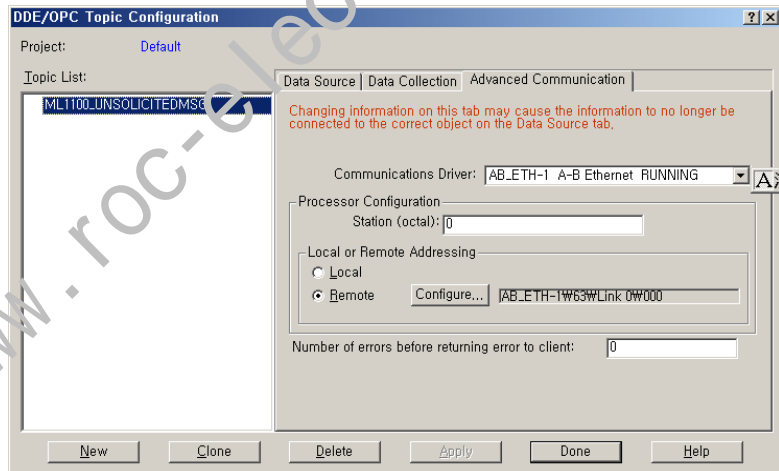 DDE/OPC Topic Configuration
Project: Default
Topic List:
ML1100_UNSOLICITEDMSG
Data Source Data Collection Advanced Communication
Changing information on this tab may cause the information to no longer be
connected to the correct object on the Data Source tab,
Communications Driver: AB_ETH-1 A-B Ethernet RUNNING
A
Processor Configuration
Station (octal): 0
Local or Remote Addressing
Local
Remote Configure... AB_ETH-1₩63₩Link 0₩000
Number of errors before returning error to client: 0
New Clone Delete Apply Done Help